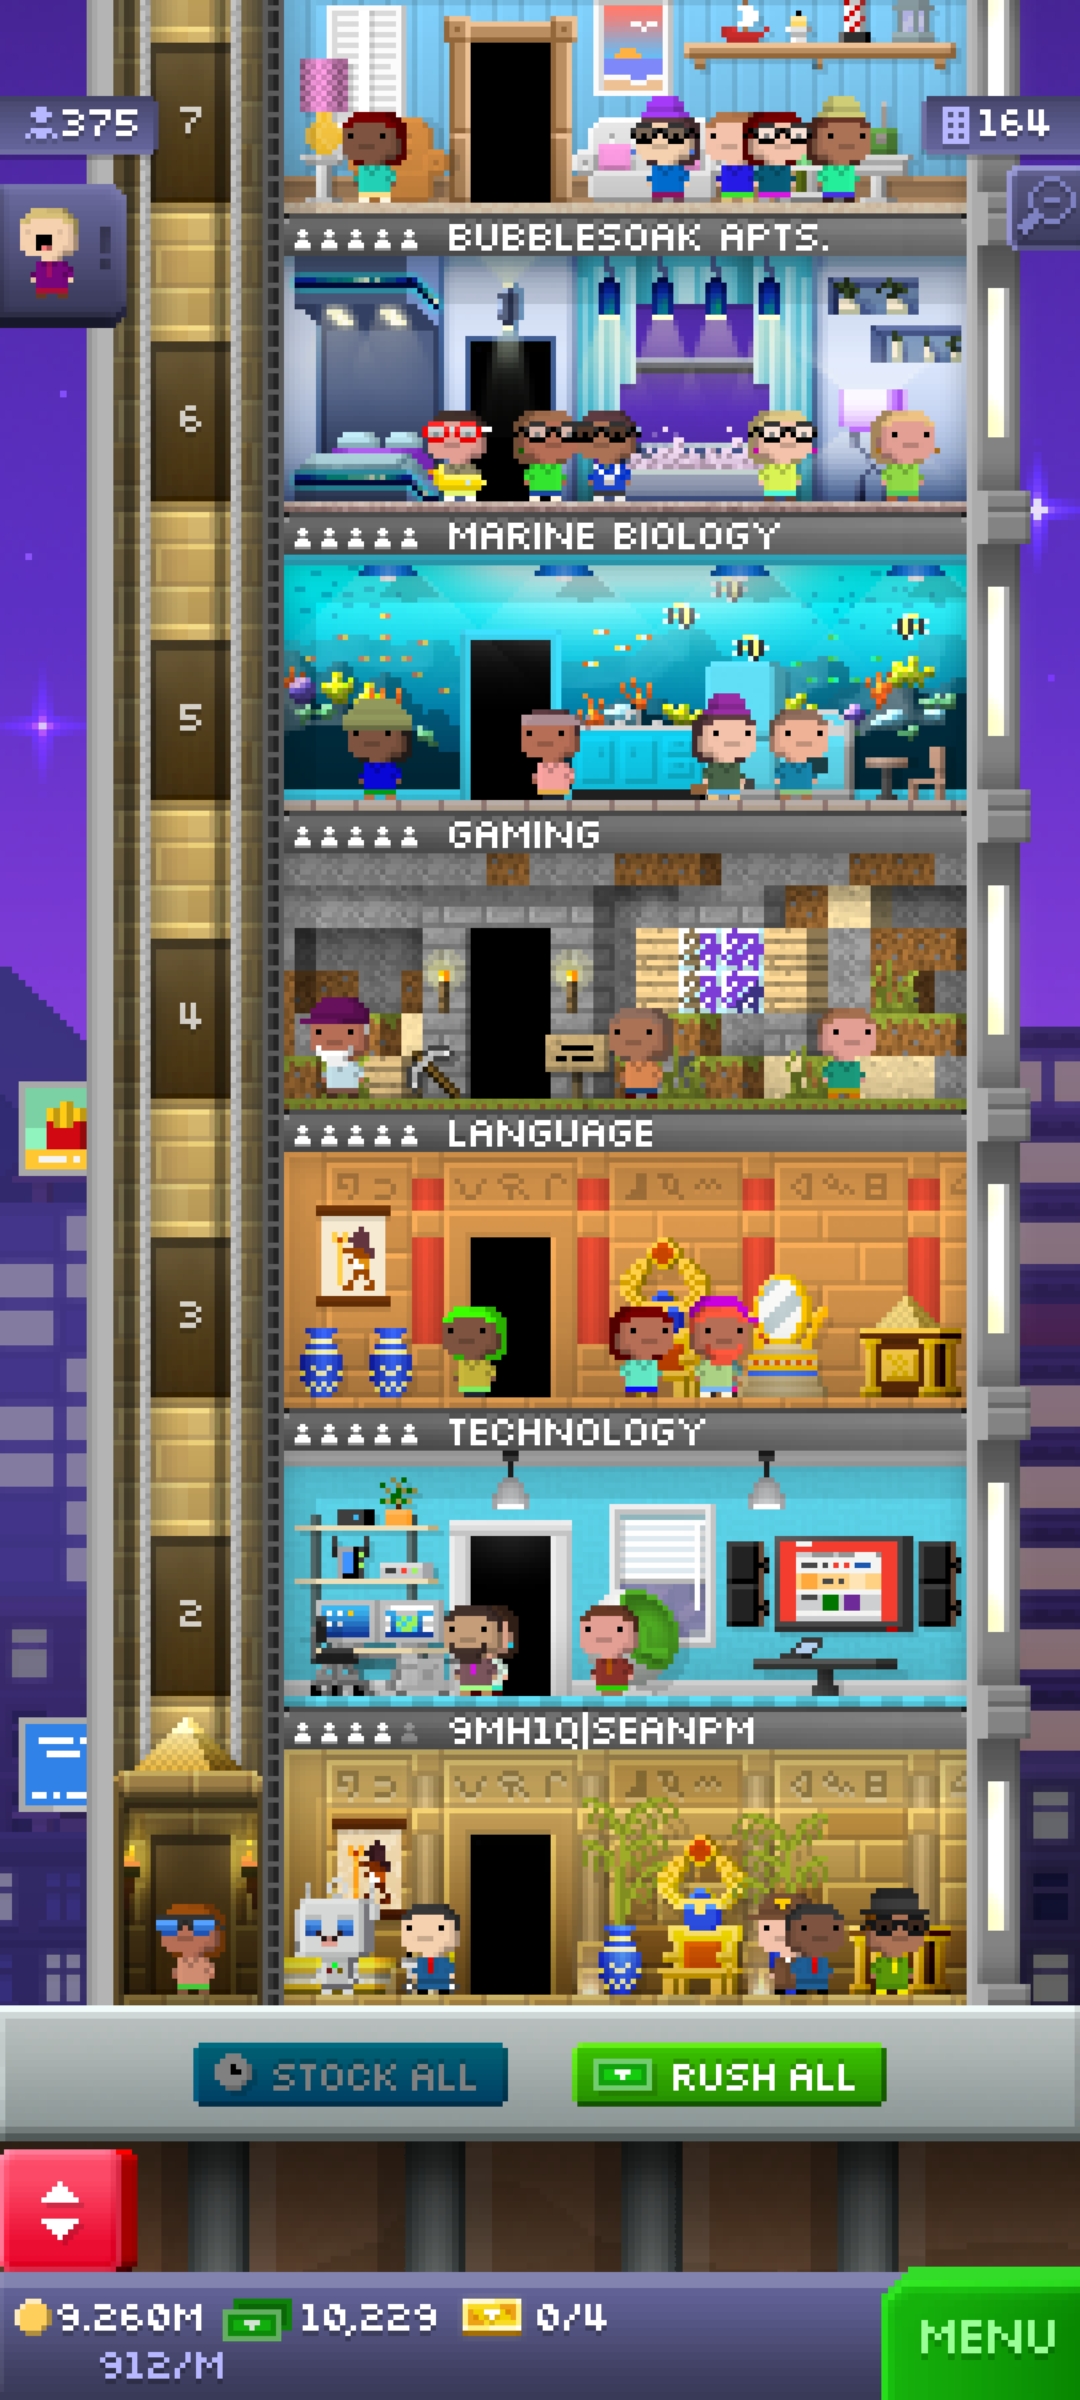 7
375
164
BUBBLESOAK APTS.
!
6
MARINE BIOLOGY
5
GAMING
4
LANGUAGE
3
TECHNOLOGY
2
9MH1Q|SEANPM
STOCK ALL
RUSH ALL
9.260M
10,229
0/4
912/M
MENU